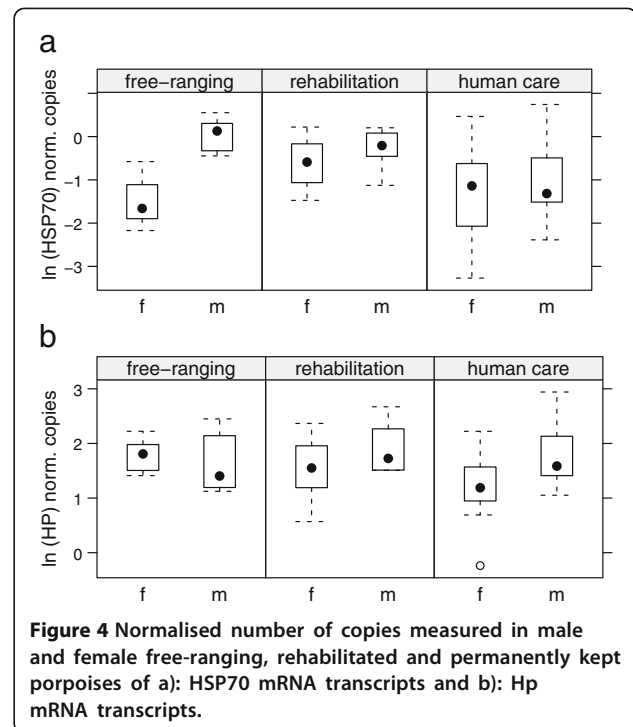 a
free−ranging rehabilitation human care
ln (HSP70) norm. copies
0
−1
−2
−3
f m f m f m
b
free−ranging rehabilitation human care
ln (HP) norm. copies
3
2
1
0
f m f m f m
Figure 4 Normalised number of copies measured in male
and female free-ranging, rehabilitated and permanently kept
porpoises of a): HSP70 mRNA transcripts and b): Hp
mRNA transcripts.